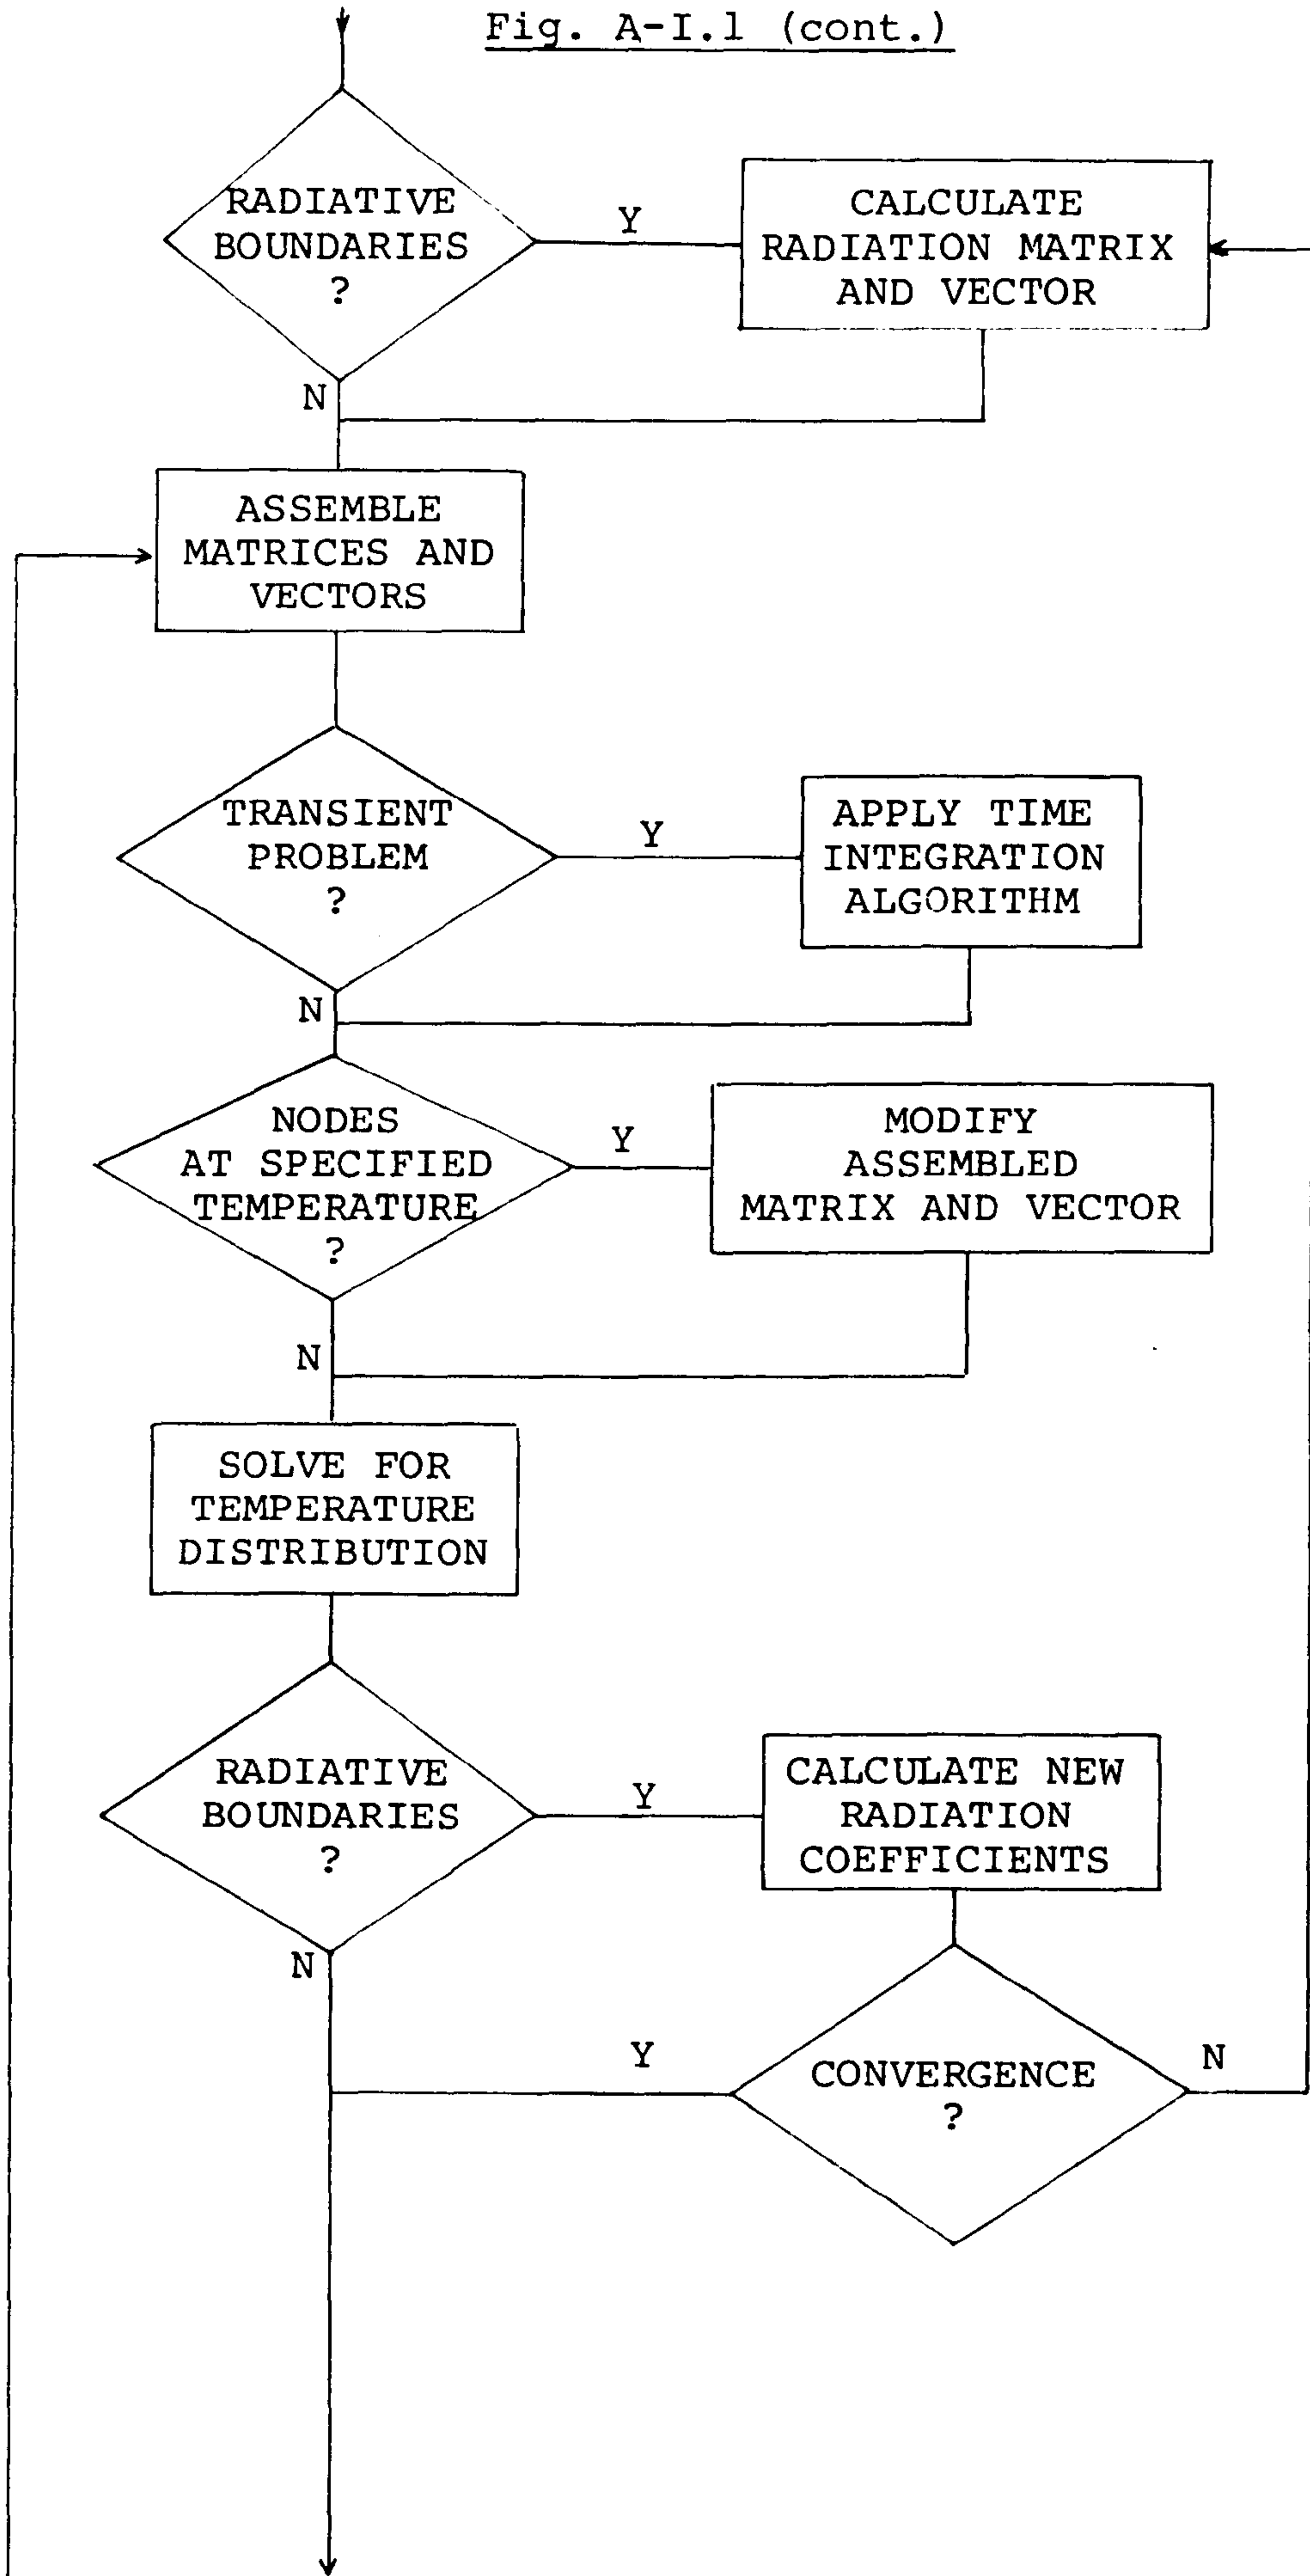 Fig. A-I.1 (cont.)
RADIATIVE
BOUNDARIES
?
Y
CALCULATE
RADIATION MATRIX
AND VECTOR
N
ASSEMBLE
MATRICES AND
VECTORS
TRANSIENT
PROBLEM
?
Y
APPLY TIME
INTEGRATION
ALGORITHM
N
NODES
AT SPECIFIED
TEMPERATURE
?
Y
MODIFY
ASSEMBLED
MATRIX AND VECTOR
N
SOLVE FOR
TEMPERATURE
DISTRIBUTION
RADIATIVE
BOUNDARIES
?
Y
CALCULATE NEW
RADIATION
COEFFICIENTS
N
Y
CONVERGENCE
?
N